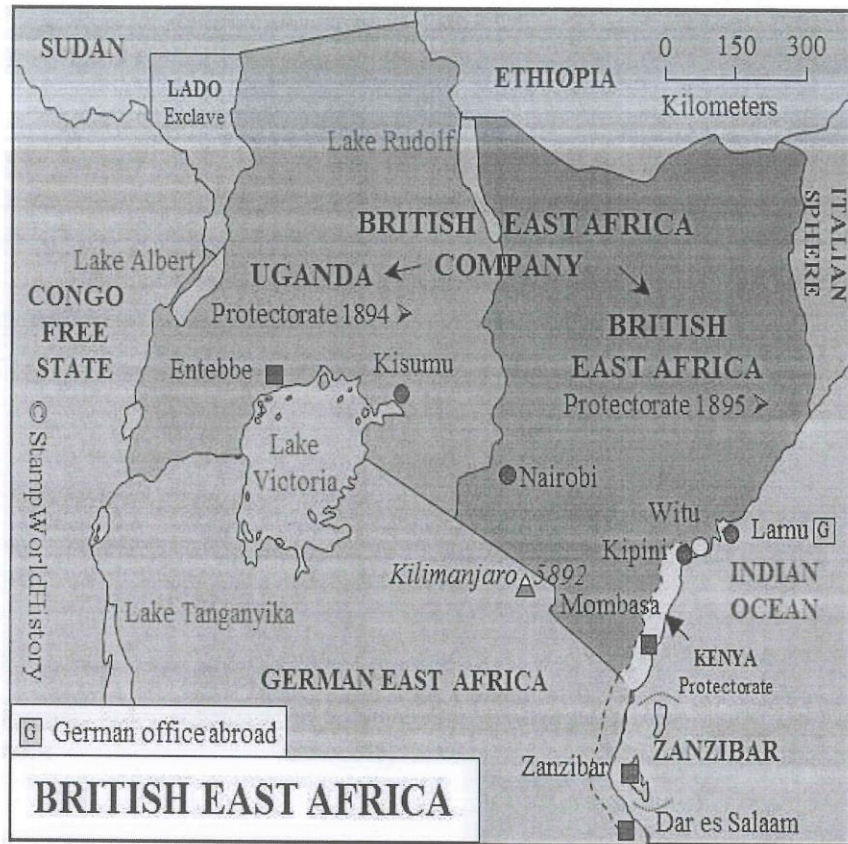 SUDAN
LADO
Exclave
ETHIOPIA
0 150 300
Kilometers
Lake Rudolf
ITALIAN
SPHERE
BRITISH EAST AFRICA
COMPANY
Lake Albert
UGANDA
Protectorate 1894 ➢
CONGO
FREE
STATE
BRITISH
EAST AFRICA
Protectorate 1895 ➢
Entebbe
Kisumu
© StampWorldHistory
Lake
Victoria
Nairobi
Witu
Lamu G
Kipini
Kilimanjaro 5892
INDIAN
OCEAN
Mombasa
Lake Tanganyika
KENYA
Protectorate
GERMAN EAST AFRICA
G German office abroad
Zanzibar
ZANZIBAR
BRITISH EAST AFRICA
Dar es Salaam